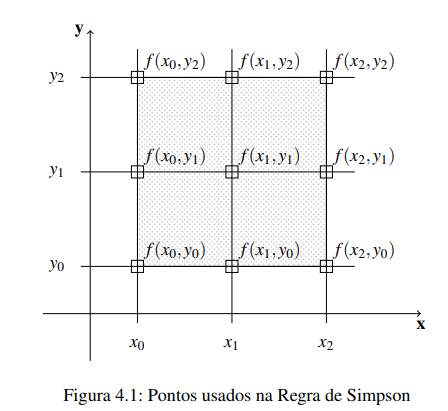 y
y₂ f(x₀,y₂) f(x₁,y₂) f(x₂,y₂)
y₁ f(x₀,y₁) f(x₁,y₁) f(x₂,y₁)
y₀ f(x₀,y₀) f(x₁,y₀) f(x₂,y₀)
x
x₀ x₁ x₂
Figura 4.1: Pontos usados na Regra de Simpson